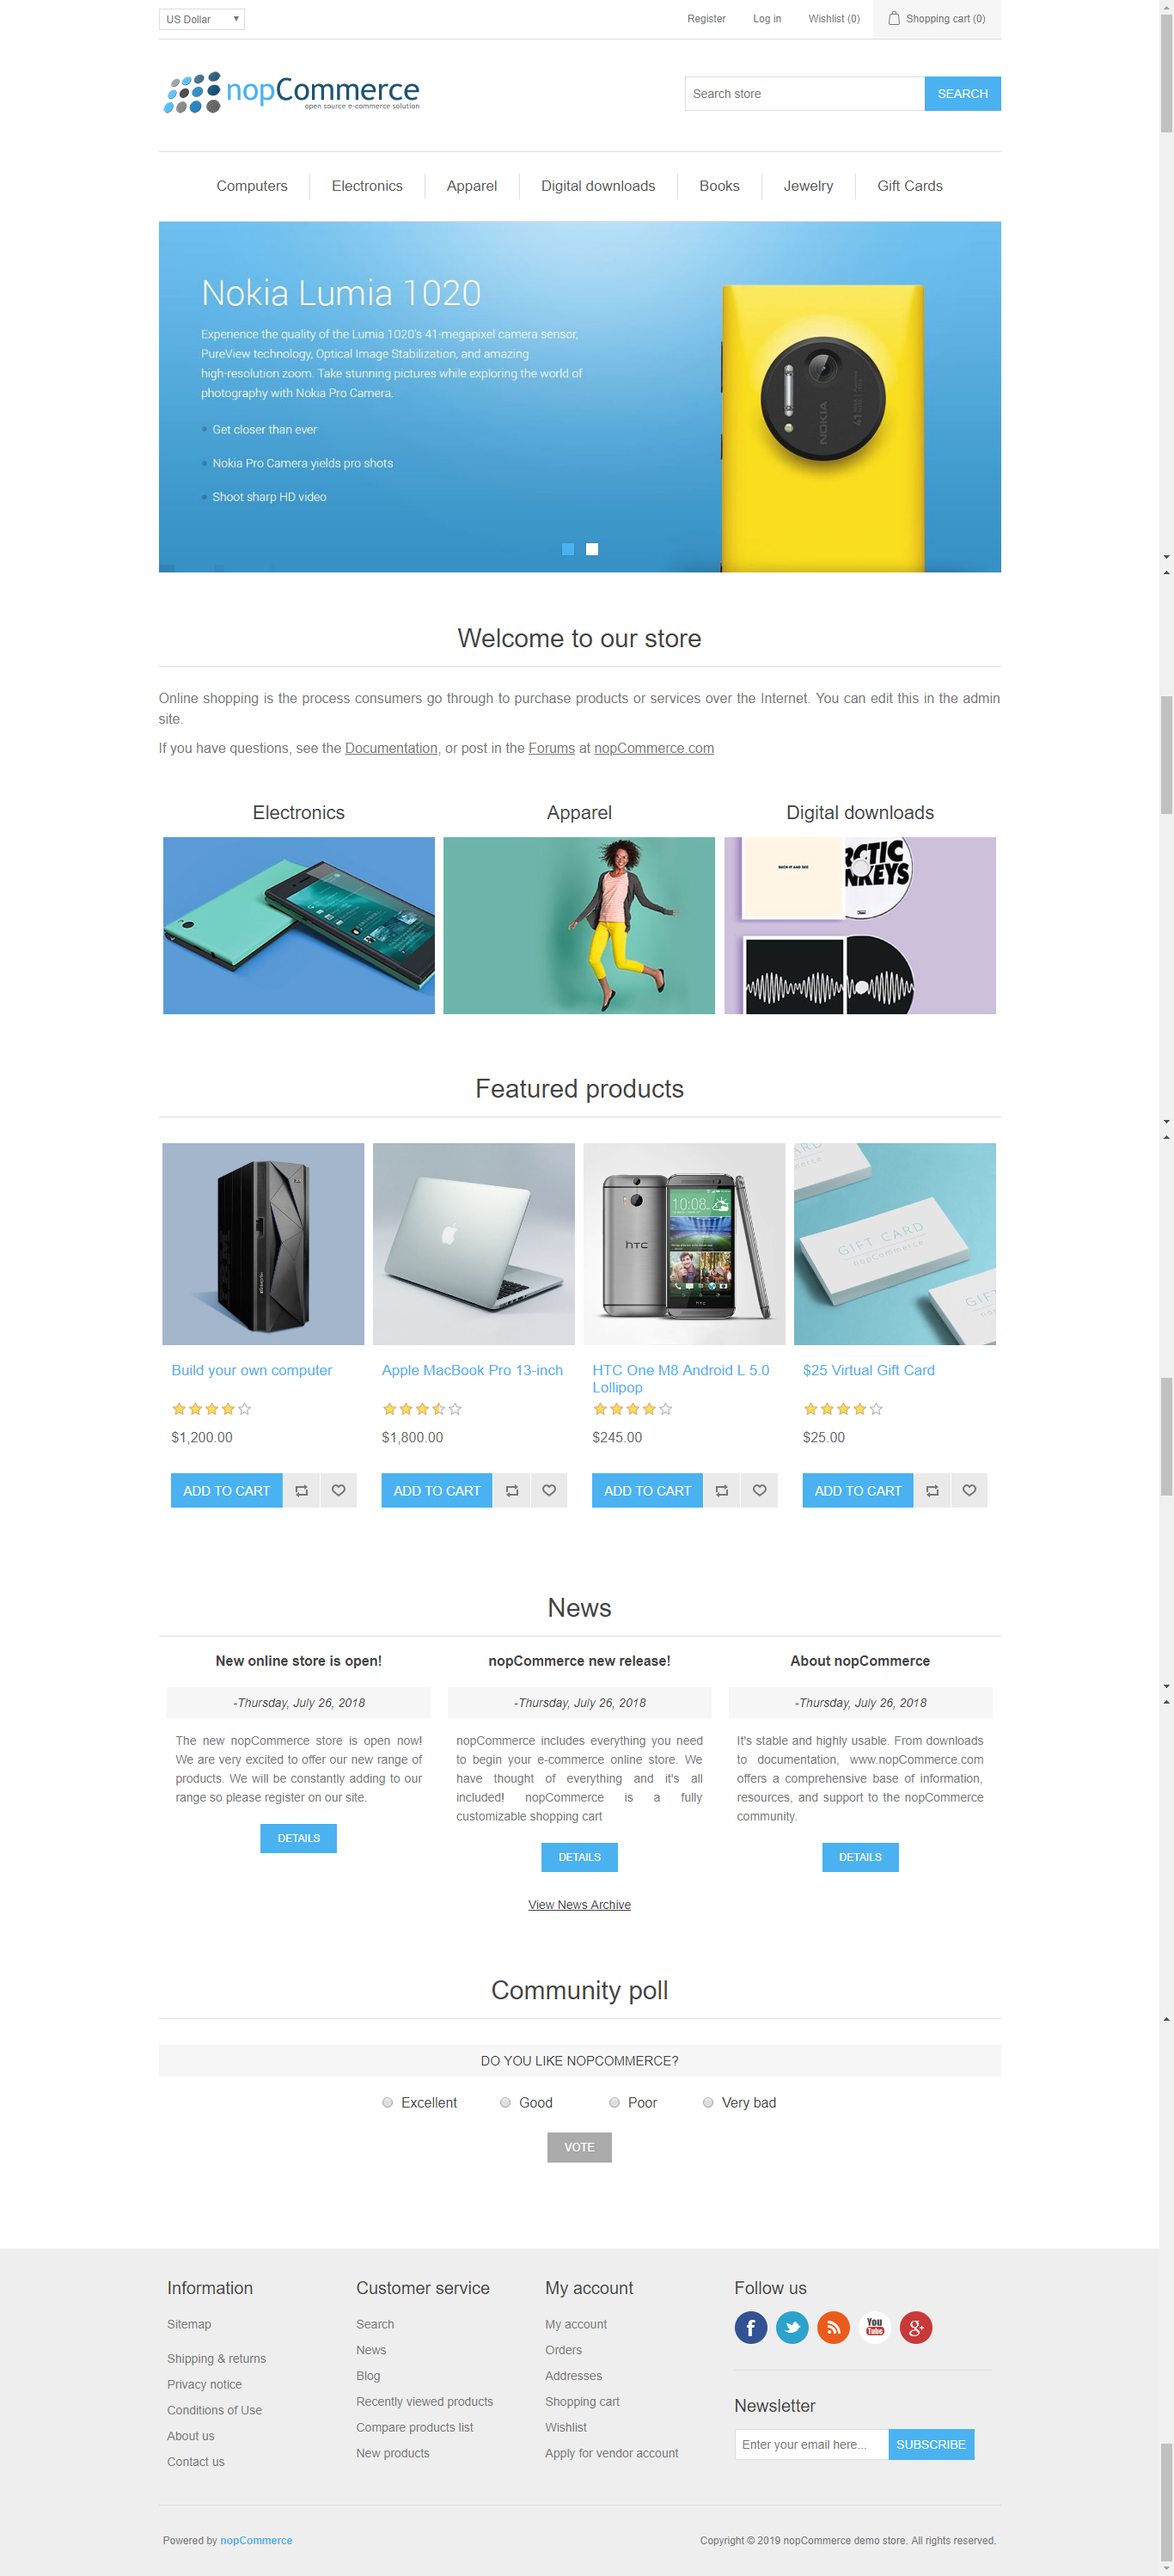 US Dollar
Register
Log in
Wishlist (0)
Shopping cart (0)
nopCommerce
open source e-commerce solution
Search store
SEARCH
Computers
Electronics
Apparel
Digital downloads
Books
Jewelry
Gift Cards
Nokia Lumia 1020
Experience the quality of the Lumia 1020's 41-megapixel camera sensor,
PureView technology, Optical Image Stabilization, and amazing
high-resolution zoom. Take stunning pictures while exploring the world of
photography with Nokia Pro Camera.
Get closer than ever
Nokia Pro Camera yields pro shots
Shoot sharp HD video
NOKIA
41
Welcome to our store
Online shopping is the process consumers go through to purchase products or services over the Internet. You can edit this in the admin
site.
If you have questions, see the Documentation, or post in the Forums at nopCommerce.com
Electronics
Apparel
Digital downloads
BACK IT AND SEE
RCTIC
NKEYS
Featured products
10:08
hTC
hTC
GIFT CARD
nopCommerce
GIFT
Build your own computer
$1,200.00
ADD TO CART
Apple MacBook Pro 13-inch
$1,800.00
ADD TO CART
HTC One M8 Android L 5.0
Lollipop
$245.00
ADD TO CART
$25 Virtual Gift Card
$25.00
ADD TO CART
News
New online store is open!
-Thursday, July 26, 2018
The new nopCommerce store is open now!
We are very excited to offer our new range of
products. We will be constantly adding to our
range so please register on our site.
DETAILS
nopCommerce new release!
-Thursday, July 26, 2018
nopCommerce includes everything you need
to begin your e-commerce online store. We
have thought of everything and it's all
included! nopCommerce is a fully
customizable shopping cart
DETAILS
About nopCommerce
-Thursday, July 26, 2018
It's stable and highly usable. From downloads
to documentation, www.nopCommerce.com
offers a comprehensive base of information,
resources, and support to the nopCommerce
community.
DETAILS
View News Archive
Community poll
DO YOU LIKE NOPCOMMERCE?
Excellent
Good
Poor
Very bad
VOTE
Information
Sitemap
Shipping & returns
Privacy notice
Conditions of Use
About us
Contact us
Customer service
Search
News
Blog
Recently viewed products
Compare products list
New products
My account
My account
Orders
Addresses
Shopping cart
Wishlist
Apply for vendor account
Follow us
You
Tube
Newsletter
Enter your email here...
SUBSCRIBE
Powered by nopCommerce
Copyright © 2019 nopCommerce demo store. All rights reserved.